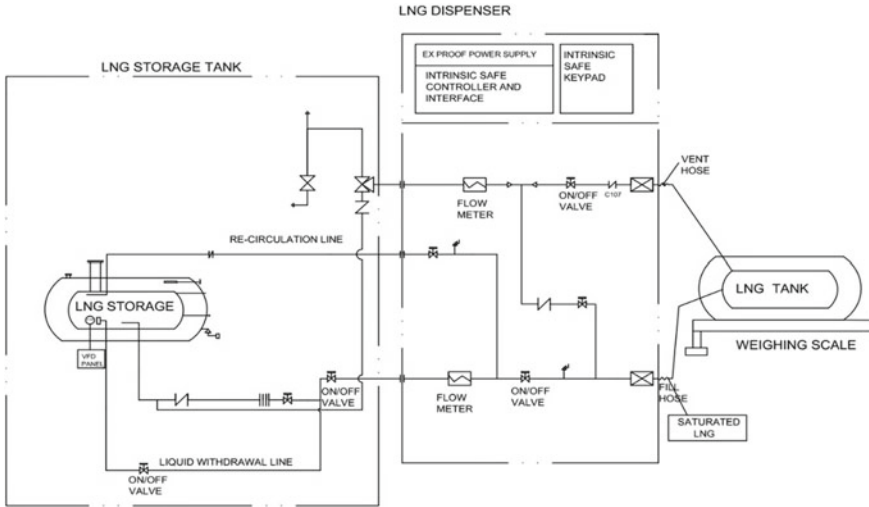 LNG DISPENSER
LNG STORAGE TANK
EX PROOF POWER SUPPLY
INTRINSIC SAFE
CONTROLLER AND
INTERFACE
INTRINSIC
SAFE
KEYPAD
VENT
HOSE
FLOW
METER
ON/OFF
VALVE
C107
RE-CIRCULATION LINE
LNG STORAGE
LNG TANK
WEIGHING SCALE
VFD
PANEL
ON/OFF
VALVE
FLOW
METER
ON/OFF
VALVE
FILL
HOSE
SATURATED
LNG
LIQUID WITHDRAWAL LINE
ON/OFF
VALVE